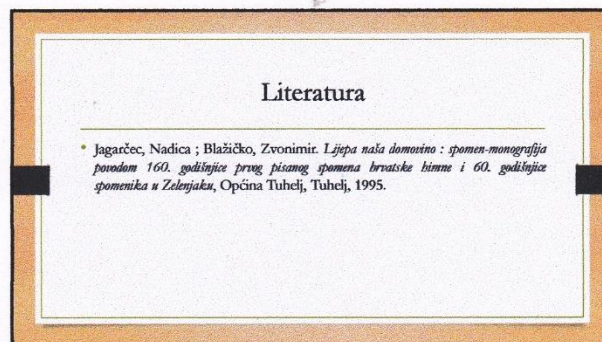 Literatura
• Jagarčec, Nadica ; Blažičko, Zvonimir. Lijepa naša domovino : spomen-monografija
povodom 160. godišnjice prvog pisanog spomena hrvatske himne i 60. godišnjice
spomenika u Zelenjaku, Općina Tuhelj, Tuhelj, 1995.